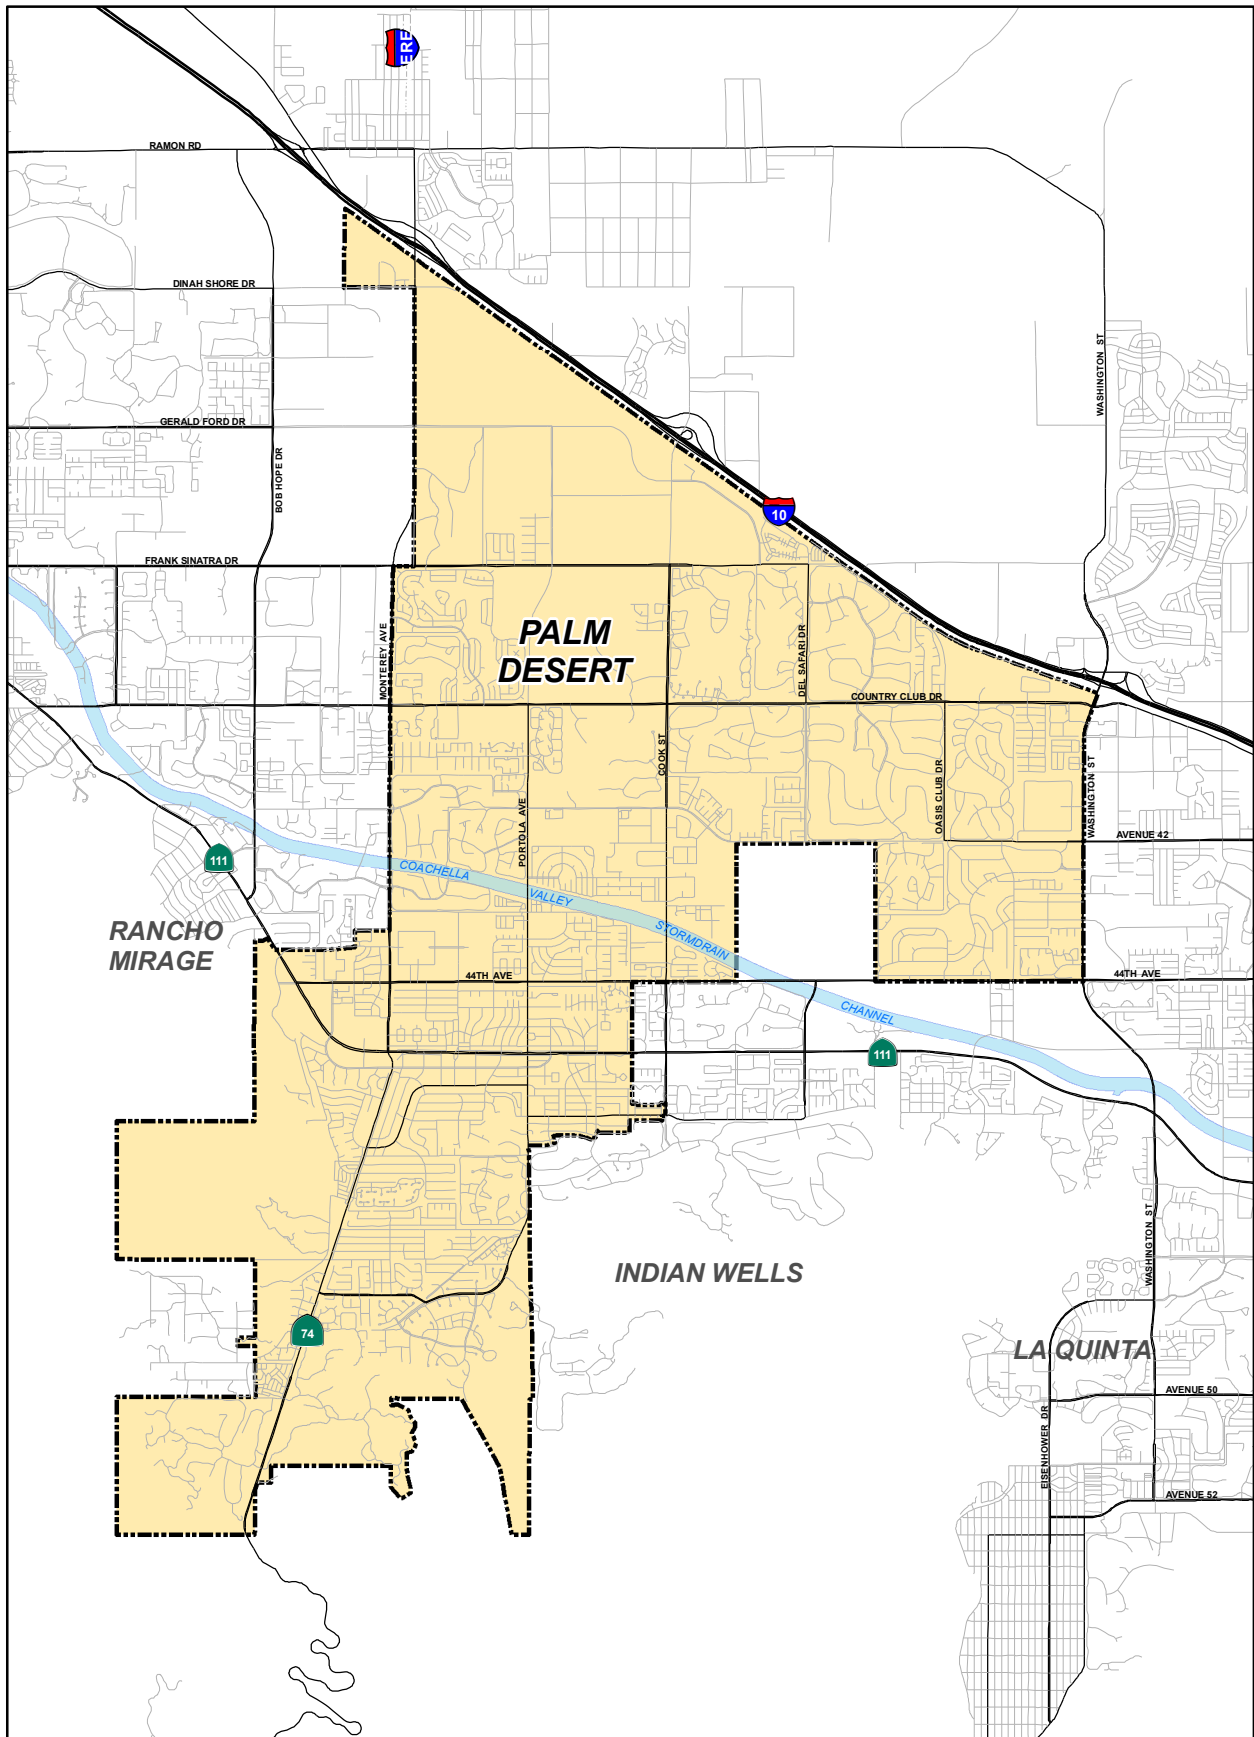 ERE
RAMON RD
DINAH SHORE DR
WASHINGTON ST
GERALD FORD DR
BOB HOPE DR
10
FRANK SINATRA DR
PALM
DESERT
MONTEREY AVE
DEL SAFARI DR
COUNTRY CLUB DR
COOK ST
OASIS CLUB DR
WASHINGTON ST
PORTOLA AVE
AVENUE 42
111
COACHELLA
VALLEY
STORMDRAIN
CHANNEL
RANCHO
MIRAGE
44TH AVE
44TH AVE
111
INDIAN WELLS
WASHINGTON ST
74
LA QUINTA
AVENUE 50
EISENHOWER DR
AVENUE 52